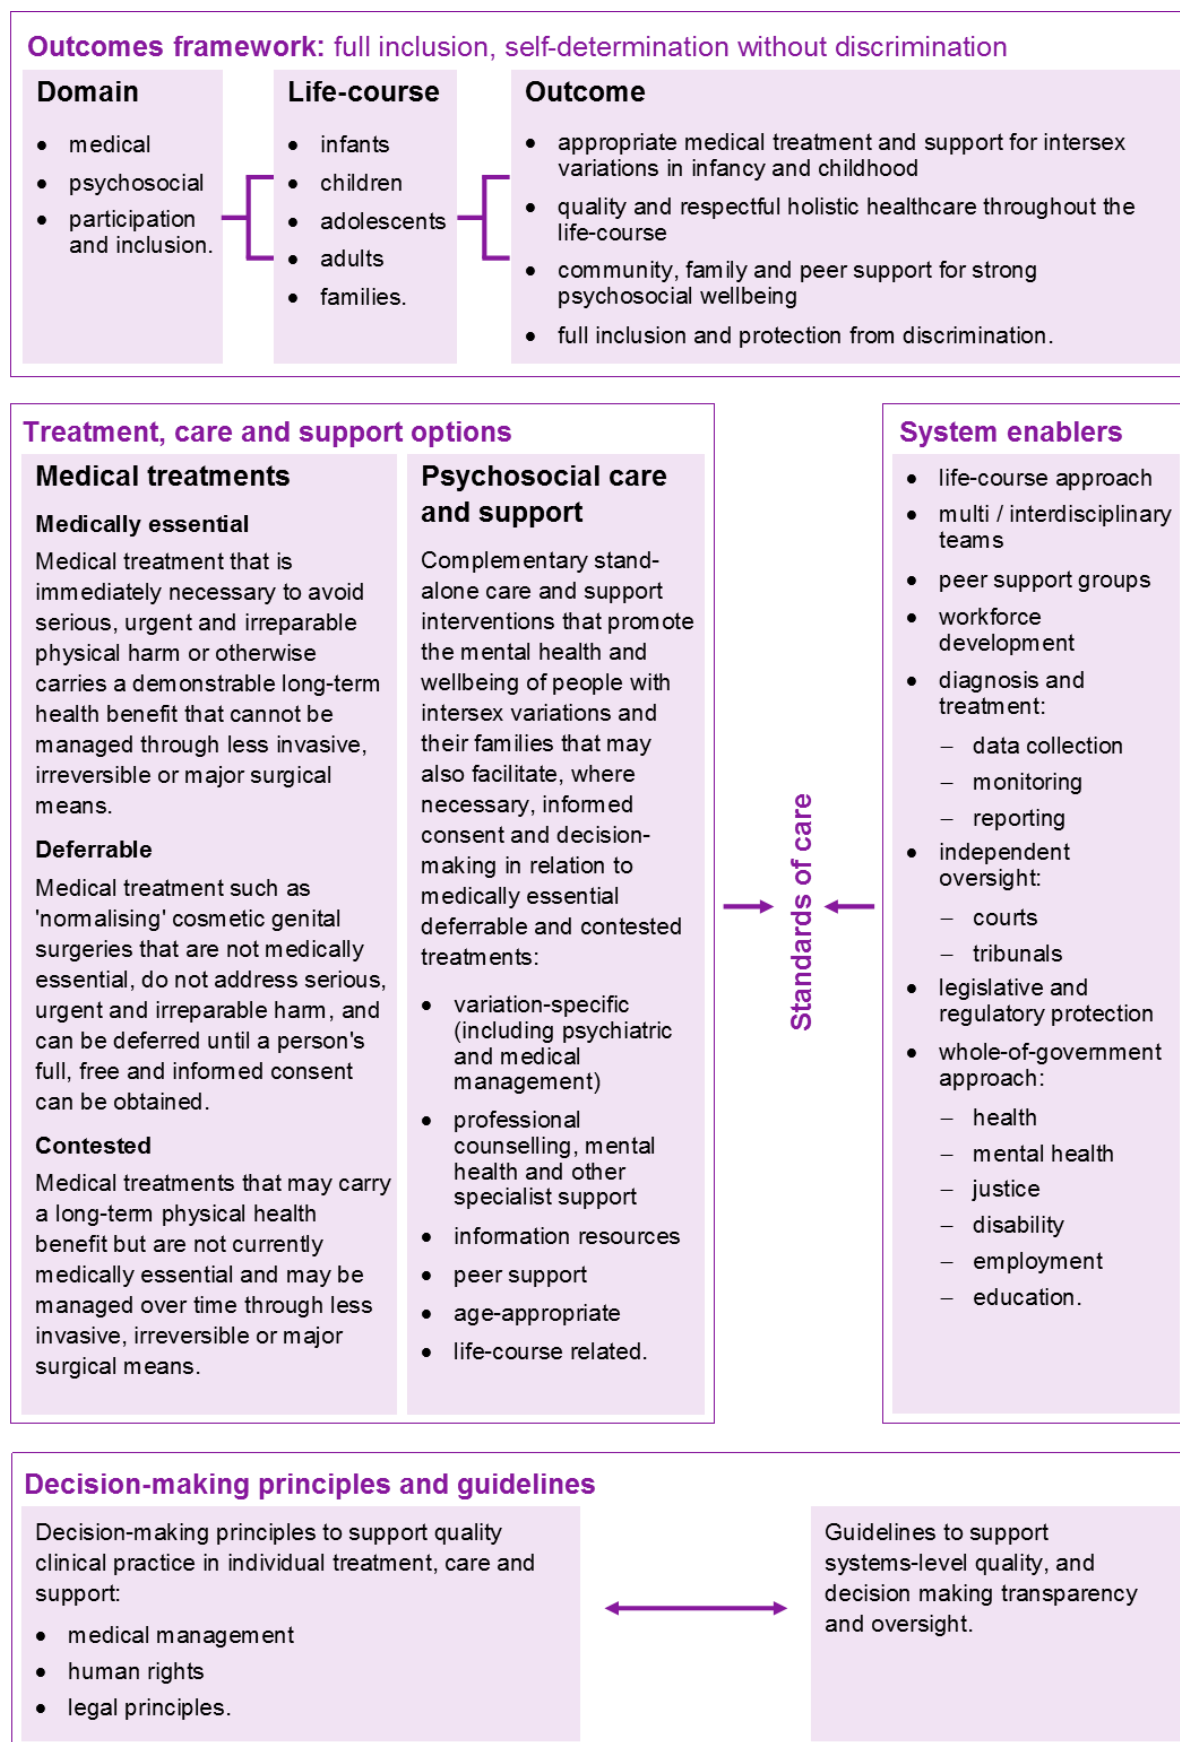 Outcomes framework: full inclusion, self-determination without discrimination
Domain
• medical
• psychosocial
• participation
and inclusion.
Life-course
• infants
• children
• adolescents
• adults
• families.
Outcome
• appropriate medical treatment and support for intersex
variations in infancy and childhood
• quality and respectful holistic healthcare throughout the
life-course
• community, family and peer support for strong
psychosocial wellbeing
• full inclusion and protection from discrimination.
Treatment, care and support options
Medical treatments
Medically essential
Medical treatment that is
immediately necessary to avoid
serious, urgent and irreparable
physical harm or otherwise
carries a demonstrable long-term
health benefit that cannot be
managed through less invasive,
irreversible or major surgical
means.
Deferrable
Medical treatment such as
'normalising' cosmetic genital
surgeries that are not medically
essential, do not address serious,
urgent and irreparable harm, and
can be deferred until a person's
full, free and informed consent
can be obtained.
Contested
Medical treatments that may carry
a long-term physical health
benefit but are not currently
medically essential and may be
managed over time through less
invasive, irreversible or major
surgical means.
Psychosocial care
and support
Complementary stand-
alone care and support
interventions that promote
the mental health and
wellbeing of people with
intersex variations and
their families that may
also facilitate, where
necessary, informed
consent and decision-
making in relation to
medically essential
deferrable and contested
treatments:
• variation-specific
(including psychiatric
and medical
management)
• professional
counselling, mental
health and other
specialist support
• information resources
• peer support
• age-appropriate
• life-course related.
Standards of care
System enablers
• life-course approach
• multi / interdisciplinary
teams
• peer support groups
• workforce
development
• diagnosis and
treatment:
– data collection
– monitoring
– reporting
• independent
oversight:
– courts
– tribunals
• legislative and
regulatory protection
• whole-of-government
approach:
– health
– mental health
– justice
– disability
– employment
– education.
Decision-making principles and guidelines
Decision-making principles to support quality
clinical practice in individual treatment, care and
support:
• medical management
• human rights
• legal principles.
Guidelines to support
systems-level quality, and
decision making transparency
and oversight.